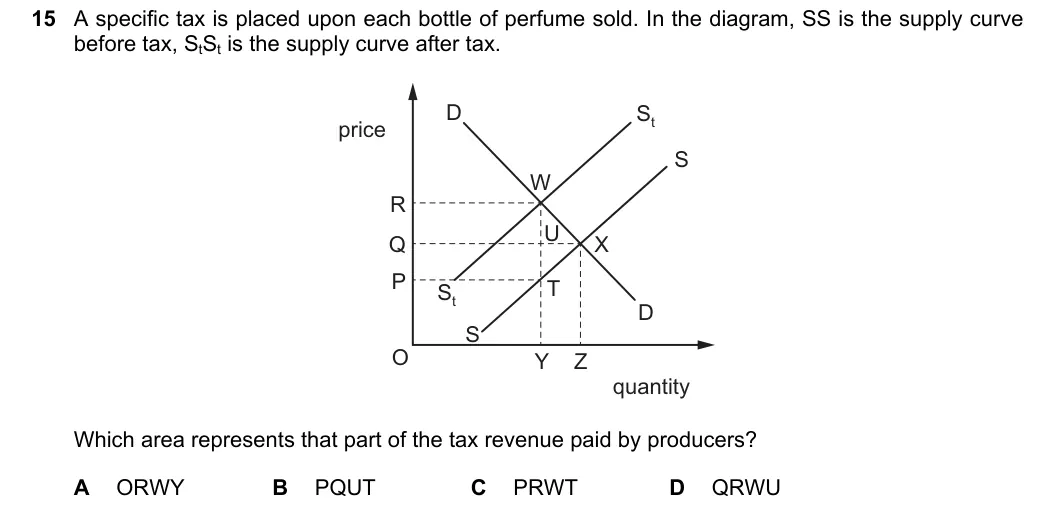 15 A specific tax is placed upon each bottle of perfume sold. In the diagram, SS is the supply curve
before tax, StSt is the supply curve after tax.
D
St
price
S
W
R
U
Q
X
P
St
T
D
S
O
Y Z
quantity
Which area represents that part of the tax revenue paid by producers?
A ORWY B PQUT C PRWT D QRWU